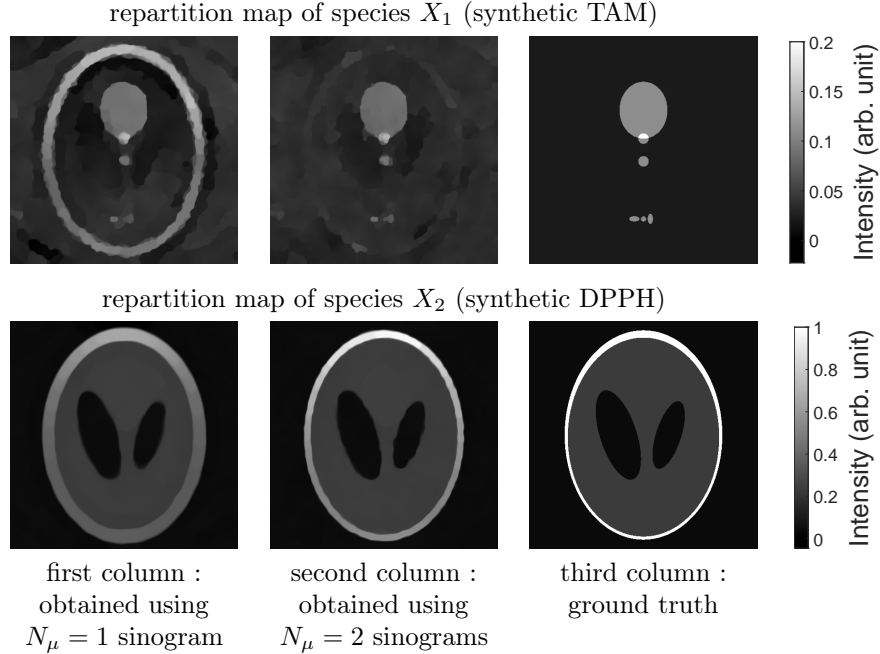 repartition map of species X₁ (synthetic TAM)
0.2
0.15
0.1
0.05
0
Intensity (arb. unit)
repartition map of species X₂ (synthetic DPPH)
1
0.8
0.6
0.4
0.2
0
Intensity (arb. unit)
first column :
obtained using
Nμ = 1 sinogram
second column :
obtained using
Nμ = 2 sinograms
third column :
ground truth